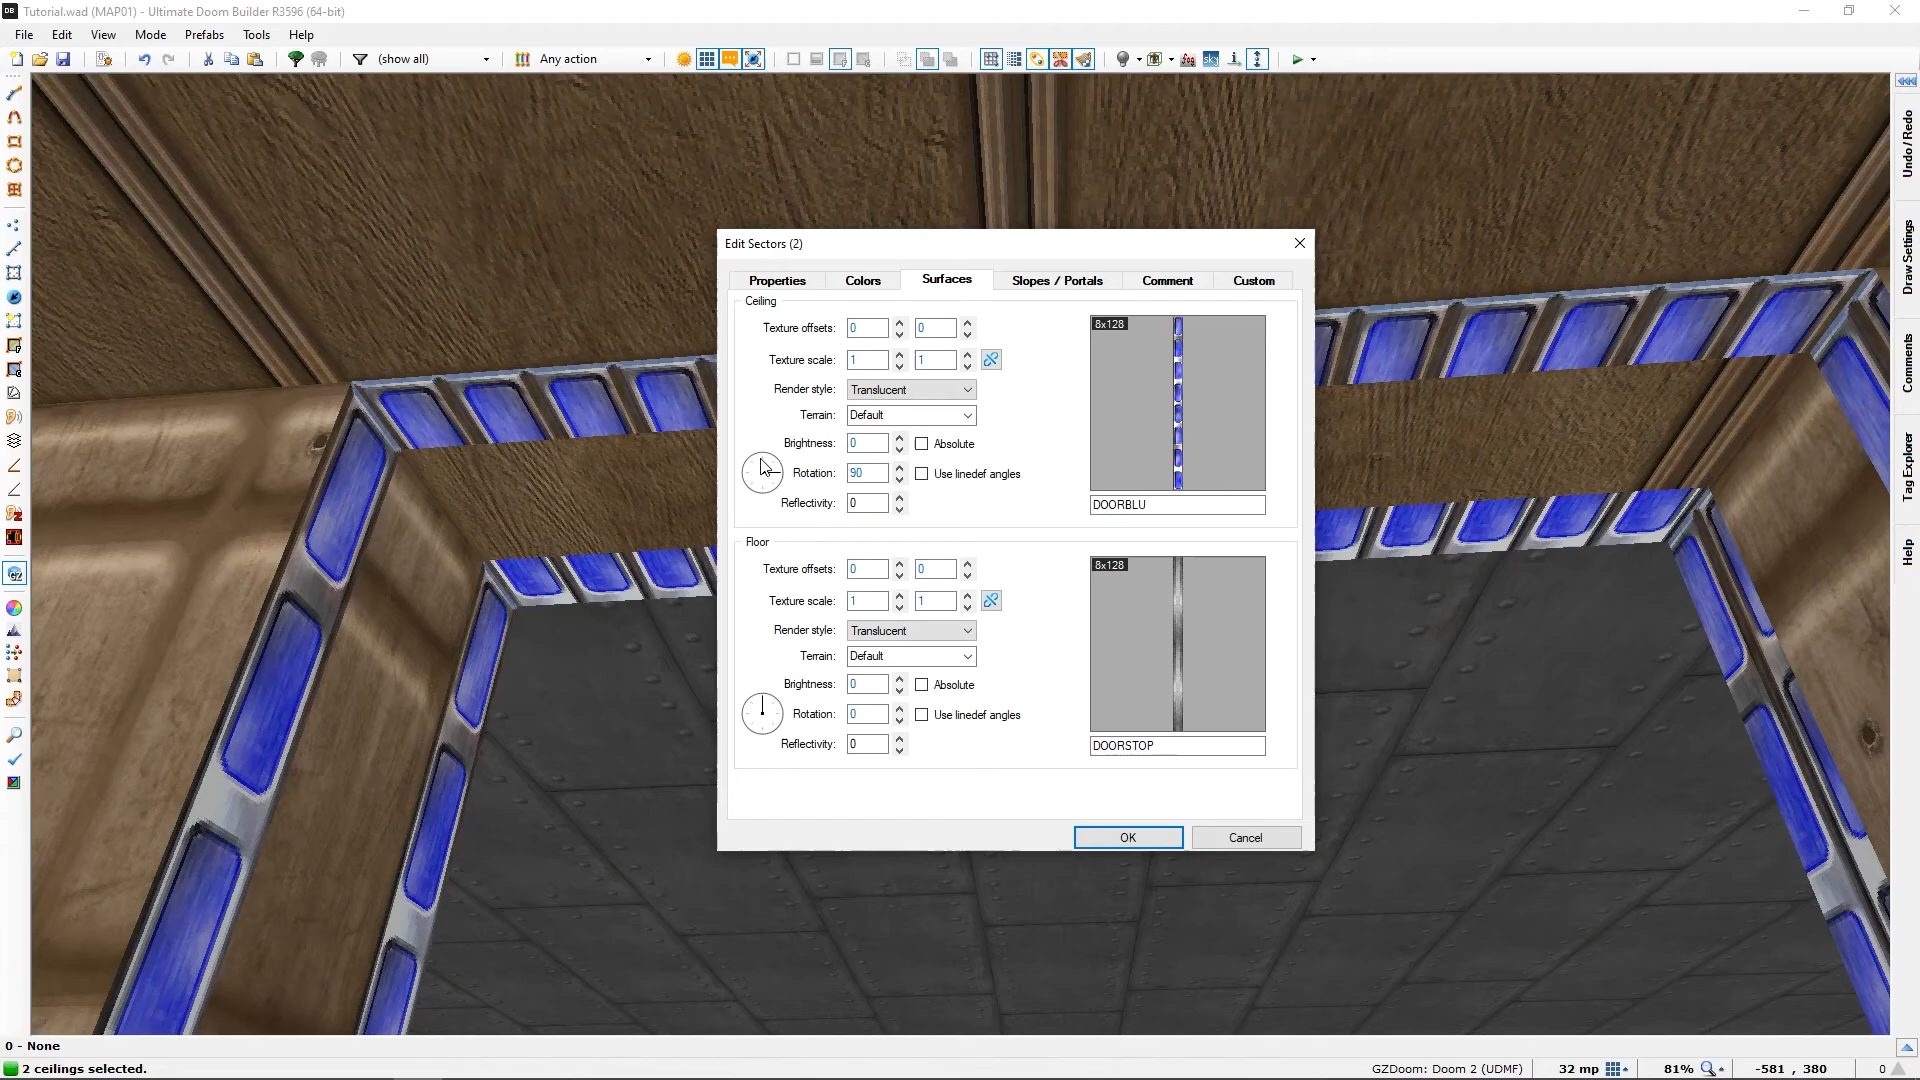 DB Tutorial.wad (MAP01) - Ultimate Doom Builder R3596 (64-bit)
File Edit View Mode Prefabs Tools Help
(show all) Any action sky
Undo / Redo
Draw Settings
Comments
Tag Explorer
Help
Edit Sectors (2)
Properties Colors Surfaces Slopes / Portals Comment Custom
Ceiling
Texture offsets: 0 0
8x128
Texture scale: 1 1
Render style: Translucent
Terrain: Default
Brightness: 0 Absolute
Rotation: 90 Use linedef angles
Reflectivity: 0
DOORBLU
Floor
Texture offsets: 0 0
8x128
Texture scale: 1 1
Render style: Translucent
Terrain: Default
Brightness: 0 Absolute
Rotation: 0 Use linedef angles
Reflectivity: 0
DOORSTOP
OK Cancel
0 - None
2 ceilings selected.
GZDoom: Doom 2 (UDMF) 32 mp 81% -581 , 380 0